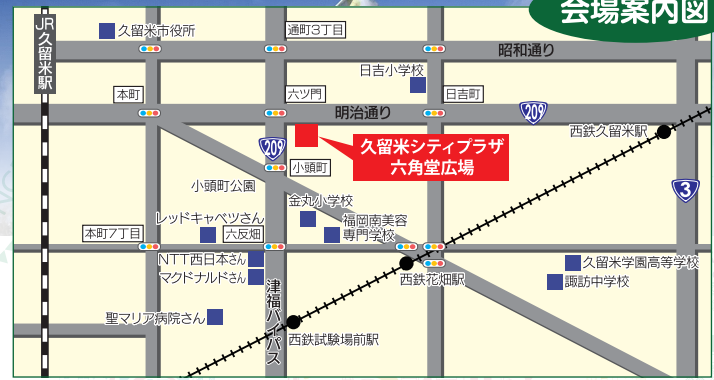 会場案内図
JR久留米駅
久留米市役所
通町3丁目
昭和通り
日吉小学校
本町
六ツ門
日吉町
明治通り
209
西鉄久留米駅
209
久留米シティプラザ
六角堂広場
小頭町
小頭町公園
3
金丸小学校
レッドキャベツさん
福岡南美容
専門学校
本町7丁目
六反畑
NTT西日本さん
マクドナルドさん
西鉄花畑駅
久留米学園高等学校
諏訪中学校
津福バイパス
聖マリア病院さん
西鉄試験場前駅